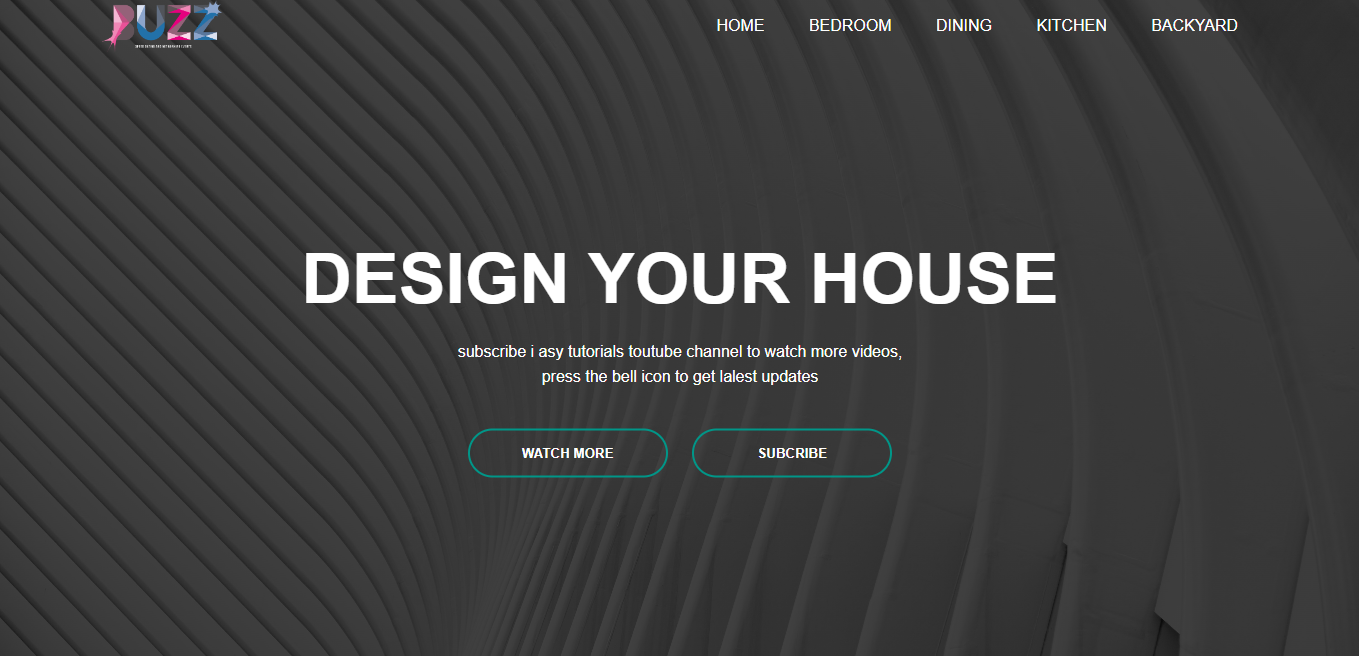 BUZZ
HOME BEDROOM DINING KITCHEN BACKYARD
DESIGN YOUR HOUSE
subscribe i asy tutorials toutube channel to watch more videos,
press the bell icon to get lalest updates
WATCH MORE SUBCRIBE